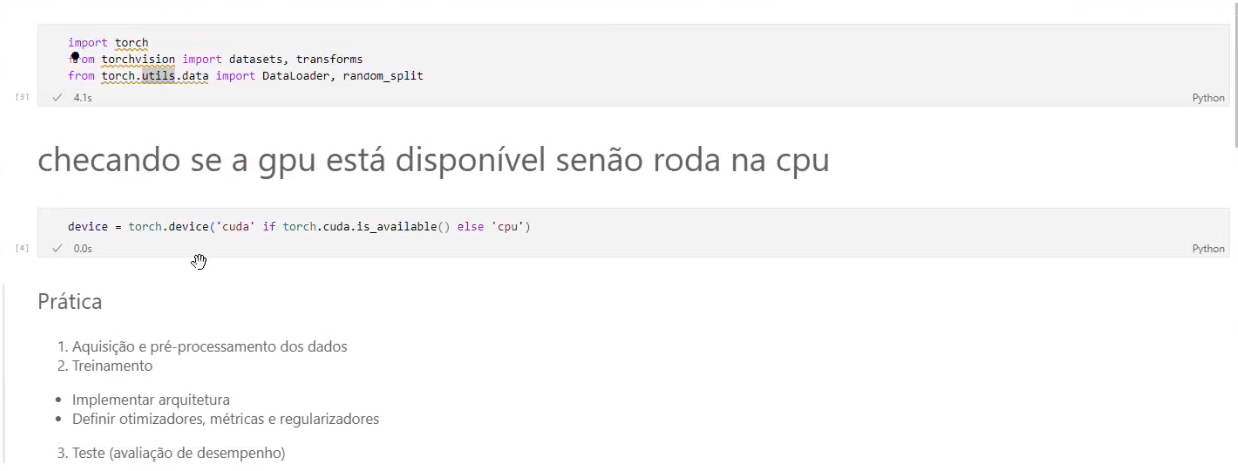 import torch
from torchvision import datasets, transforms
from torch.utils.data import DataLoader, random_split
[3] ✓ 4.1s Python
checando se a gpu está disponível senão roda na cpu
device = torch.device('cuda' if torch.cuda.is_available() else 'cpu')
[4] ✓ 0.0s Python
Prática
1. Aquisição e pré-processamento dos dados
2. Treinamento
• Implementar arquitetura
• Definir otimizadores, métricas e regularizadores
3. Teste (avaliação de desempenho)